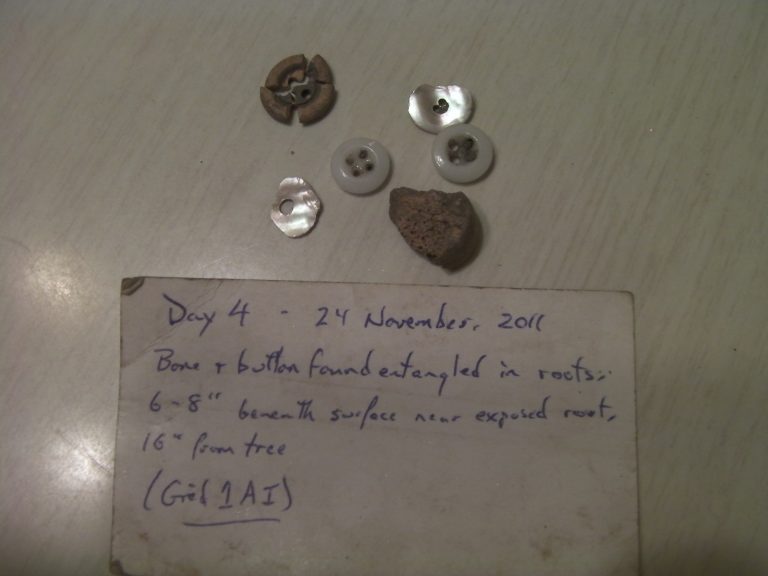 Day 4 - 24 November, 2011
Bone + button found entangled in roots,
6-8" beneath surface near exposed root,
16" from tree
(Grid 1AI)